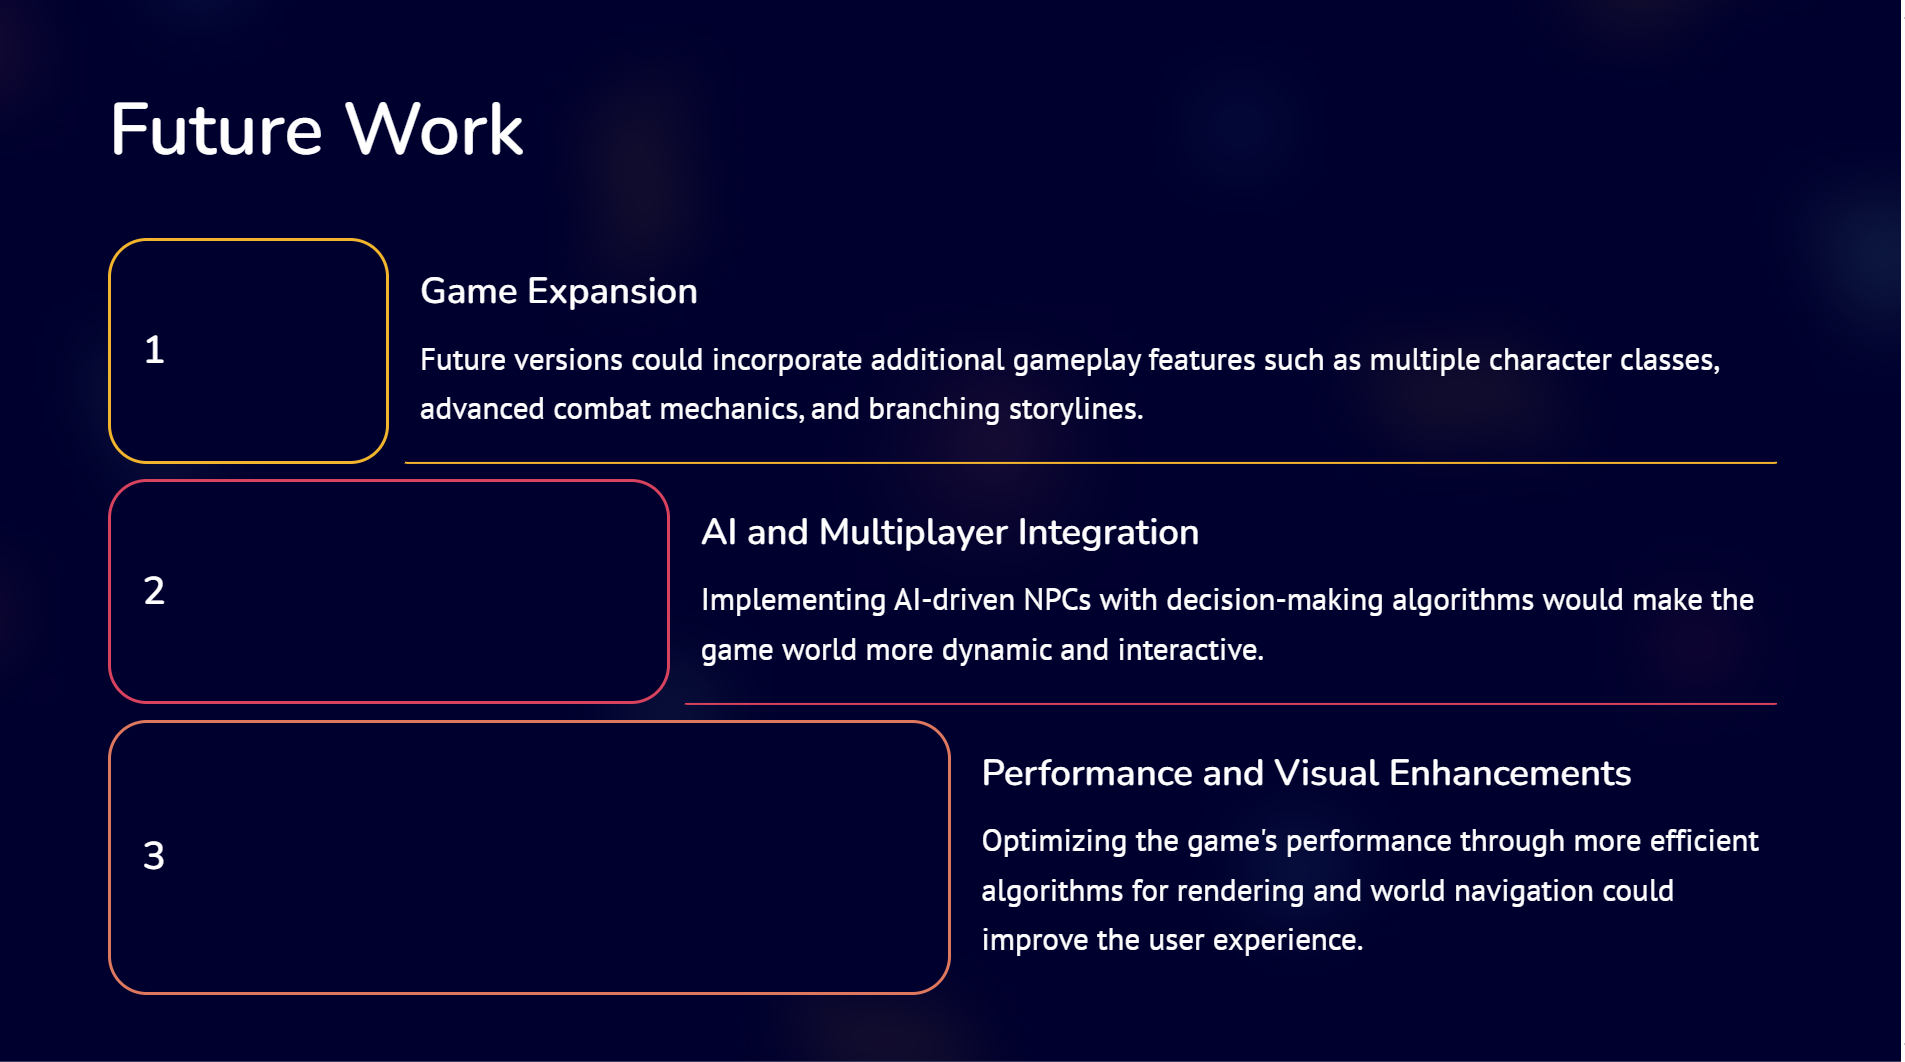 Future Work
1
Game Expansion
Future versions could incorporate additional gameplay features such as multiple character classes,
advanced combat mechanics, and branching storylines.
2
AI and Multiplayer Integration
Implementing AI-driven NPCs with decision-making algorithms would make the
game world more dynamic and interactive.
3
Performance and Visual Enhancements
Optimizing the game's performance through more efficient
algorithms for rendering and world navigation could
improve the user experience.